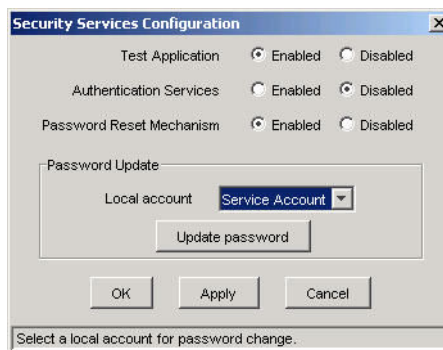 Security Services Configuration
Test Application Enabled Disabled
Authentication Services Enabled Disabled
Password Reset Mechanism Enabled Disabled
Password Update
Local account Service Account
Update password
OK Apply Cancel
Select a local account for password change.